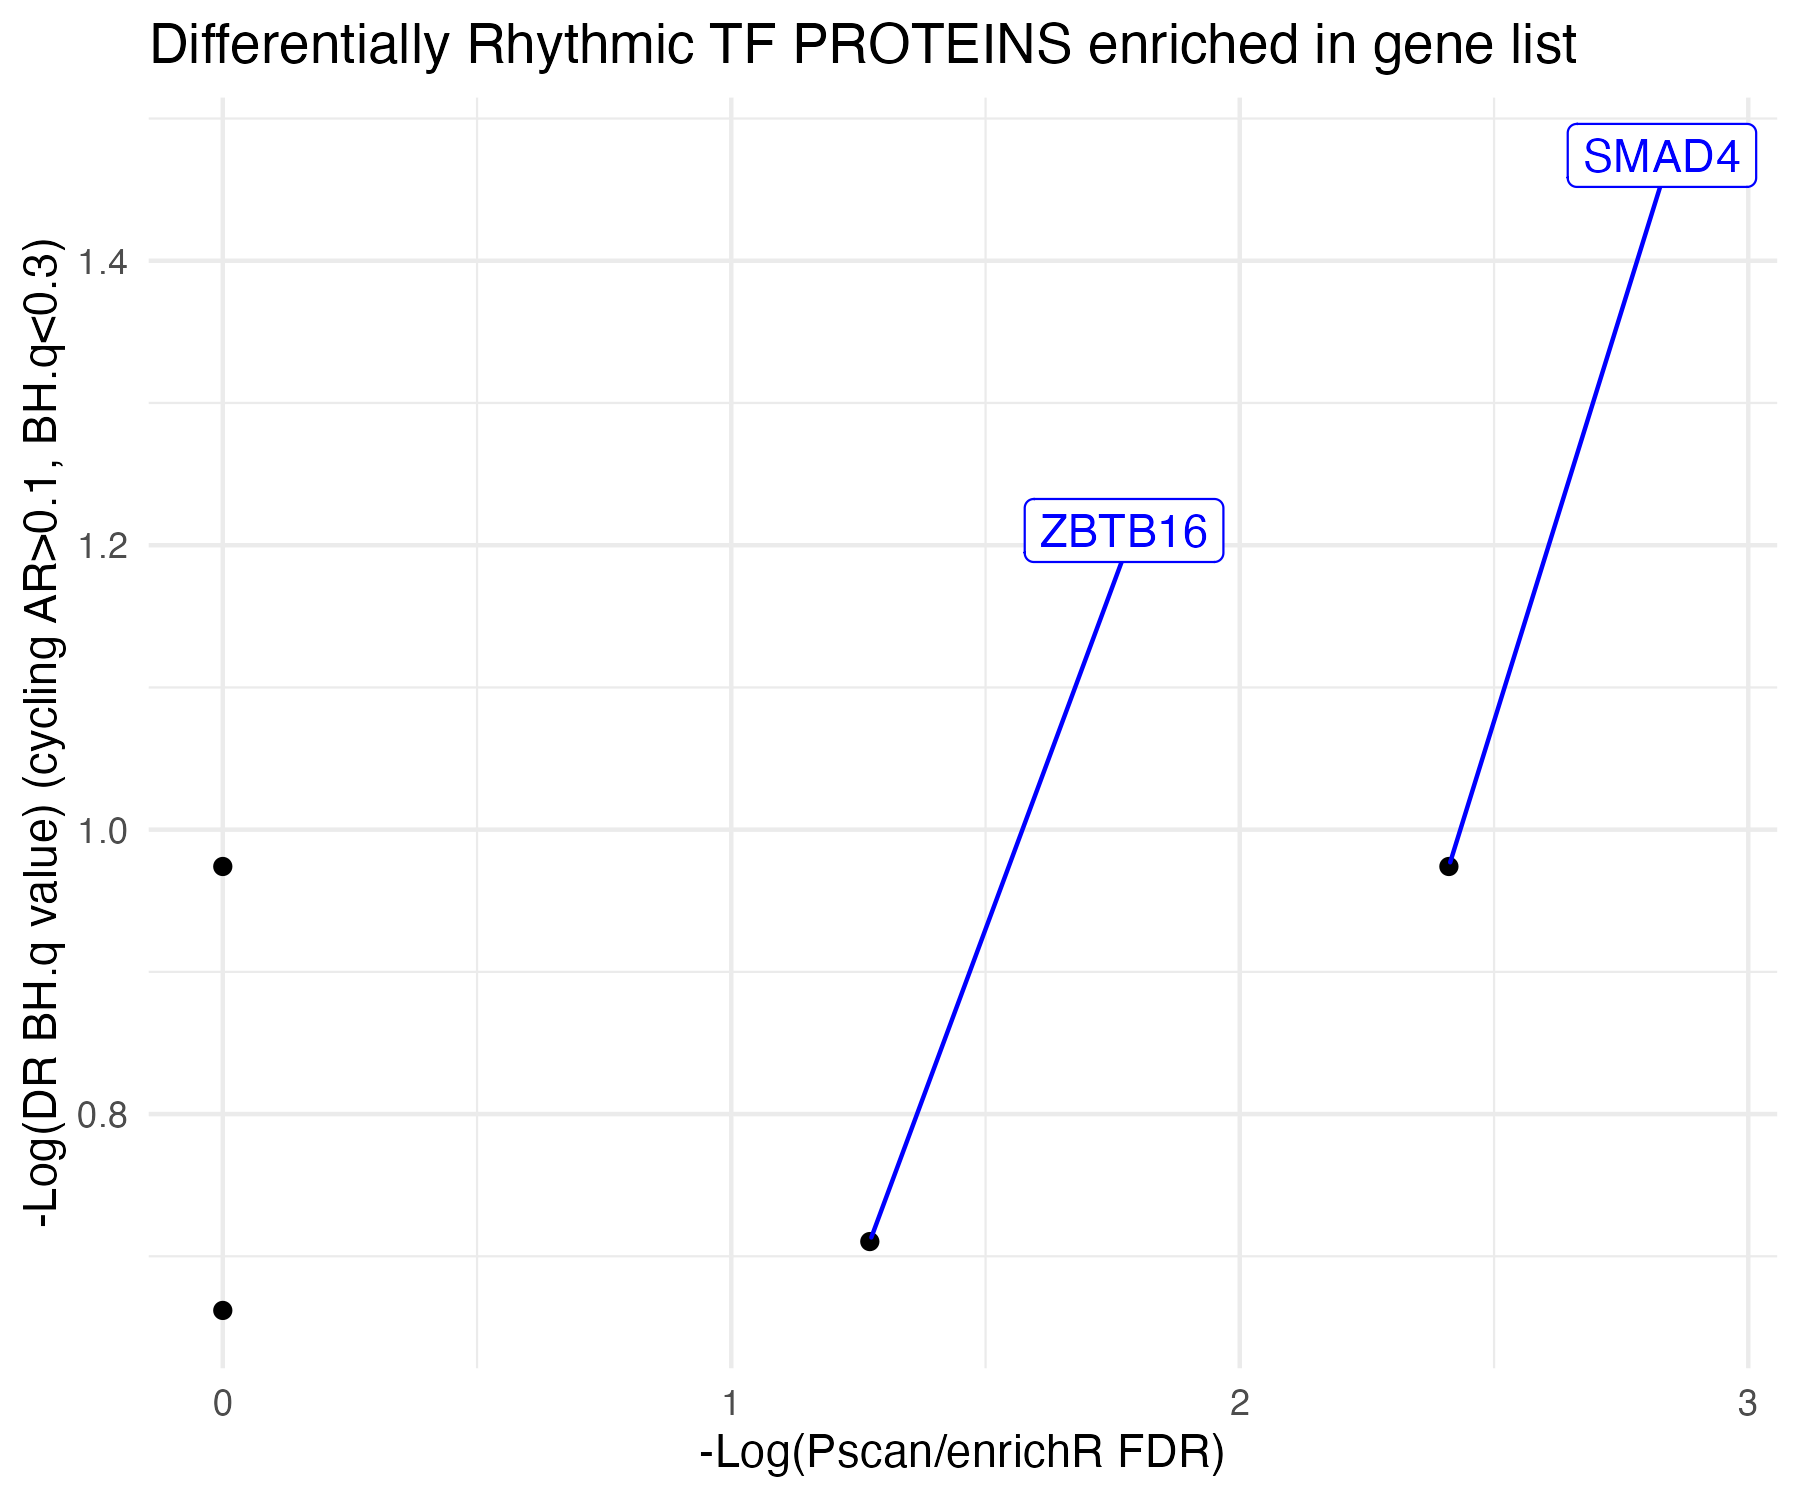 Differentially Rhythmic TF PROTEINS enriched in gene list
SMAD4
ZBTB16
-Log(DR BH.q value) (cycling AR>0.1, BH.q<0.3)
1.4
1.2
1.0
0.8
0
1
2
3
-Log(Pscan/enrichR FDR)